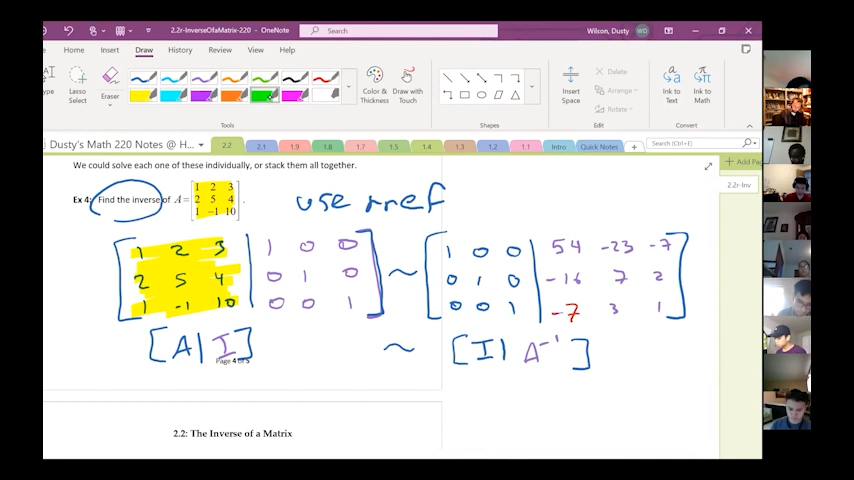 2.2r-InverseOfaMatrix-220 - OneNote
Search
Wilson, Dusty WD
Home Insert Draw History Review View Help
Type
Lasso Select
Eraser
Color & Thickness
Draw with Touch
Insert Space
Delete
Arrange
Rotate
Ink to Text
Ink to Math
Tools
Shapes
Edit
Convert
Dusty's Math 220 Notes @ H... 2.2 2.1 1.9 1.8 1.7 1.5 1.4 1.3 1.2 1.1 Intro Quick Notes + Search (Ctrl+E)
Add Pag
2.2r-Inv
We could solve each one of these individually, or stack them all together.
Ex 4: Find the inverse of A = [1 2 3
2 5 4
1 −1 10] .
use rref
[1 2 3 | 1 0 0] ~ [1 0 0 | 54 -23 -7]
[2 5 4 | 0 1 0] [0 1 0 | -16 7 2]
[1 -1 10 | 0 0 1] [0 0 1 | -7 3 1]
[A|I] ~ [I|A⁻¹]
Page 4 of 5
2.2: The Inverse of a Matrix